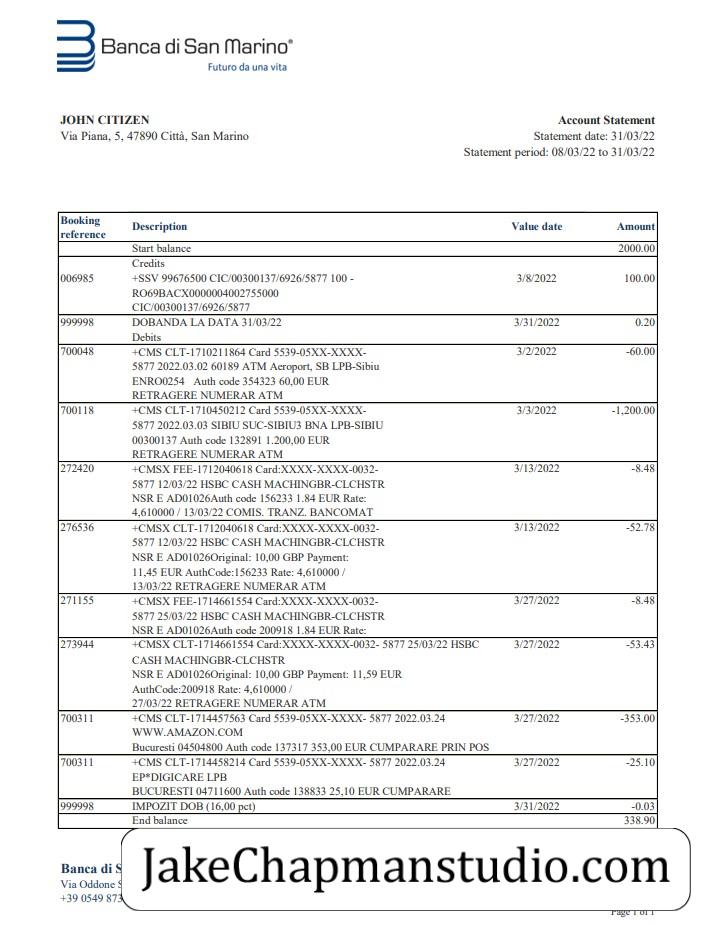 Banca di San Marino®
Futuro da una vita
JOHN CITIZEN
Via Piana, 5, 47890 Città, San Marino
Account Statement
Statement date: 31/03/22
Statement period: 08/03/22 to 31/03/22
Booking reference Description Value date Amount
Start balance 2000.00
Credits
006985 +SSV 99676500 CIC/00300137/6926/5877 100 - 3/8/2022 100.00
RO69BACX0000004002755000
CIC/00300137/6926/5877
999998 DOBANDA LA DATA 31/03/22 3/31/2022 0.20
Debits
700048 +CMS CLT-1710211864 Card 5539-05XX-XXXX- 3/2/2022 -60.00
5877 2022.03.02 60189 ATM Aeroport, SB LPB-Sibiu
ENRO0254 Auth code 354323 60,00 EUR
RETRAGERE NUMERAR ATM
700118 +CMS CLT-1710450212 Card 5539-05XX-XXXX- 3/3/2022 -1,200.00
5877 2022.03.03 SIBIU SUC-SIBIU3 BNA LPB-SIBIU
00300137 Auth code 132891 1.200,00 EUR
RETRAGERE NUMERAR ATM
272420 +CMSX FEE-1712040618 Card:XXXX-XXXX-0032- 3/13/2022 -8.48
5877 12/03/22 HSBC CASH MACHINGBR-CLCHSTR
NSR E AD01026Auth code 156233 1.84 EUR Rate:
4,610000 / 13/03/22 COMIS. TRANZ. BANCOMAT
276536 +CMSX CLT-1712040618 Card:XXXX-XXXX-0032- 3/13/2022 -52.78
5877 12/03/22 HSBC CASH MACHINGBR-CLCHSTR
NSR E AD01026Original: 10,00 GBP Payment:
11,45 EUR AuthCode:156233 Rate: 4,610000 /
13/03/22 RETRAGERE NUMERAR ATM
271155 +CMSX FEE-1714661554 Card:XXXX-XXXX-0032- 3/27/2022 -8.48
5877 25/03/22 HSBC CASH MACHINGBR-CLCHSTR
NSR E AD01026Auth code 200918 1.84 EUR Rate:
273944 +CMSX CLT-1714661554 Card:XXXX-XXXX-0032- 5877 25/03/22 HSBC 3/27/2022 -53.43
CASH MACHINGBR-CLCHSTR
NSR E AD01026Original: 10,00 GBP Payment: 11,59 EUR
AuthCode:200918 Rate: 4,610000 /
27/03/22 RETRAGERE NUMERAR ATM
700311 +CMS CLT-1714457563 Card 5539-05XX-XXXX- 5877 2022.03.24 3/27/2022 -353.00
WWW.AMAZON.COM
Bucuresti 04504800 Auth code 137317 353,00 EUR CUMPARARE PRIN POS
700311 +CMS CLT-1714458214 Card 5539-05XX-XXXX- 5877 2022.03.24 3/27/2022 -25.10
EP*DIGICARE LPB
BUCURESTI 04711600 Auth code 138833 25,10 EUR CUMPARARE
999998 IMPOZIT DOB (16,00 pct) 3/31/2022 -0.03
End balance 338.90
JakeChapmanstudio.com
Banca di S
Via Oddone S
+39 0549 873
Page 1 of 1